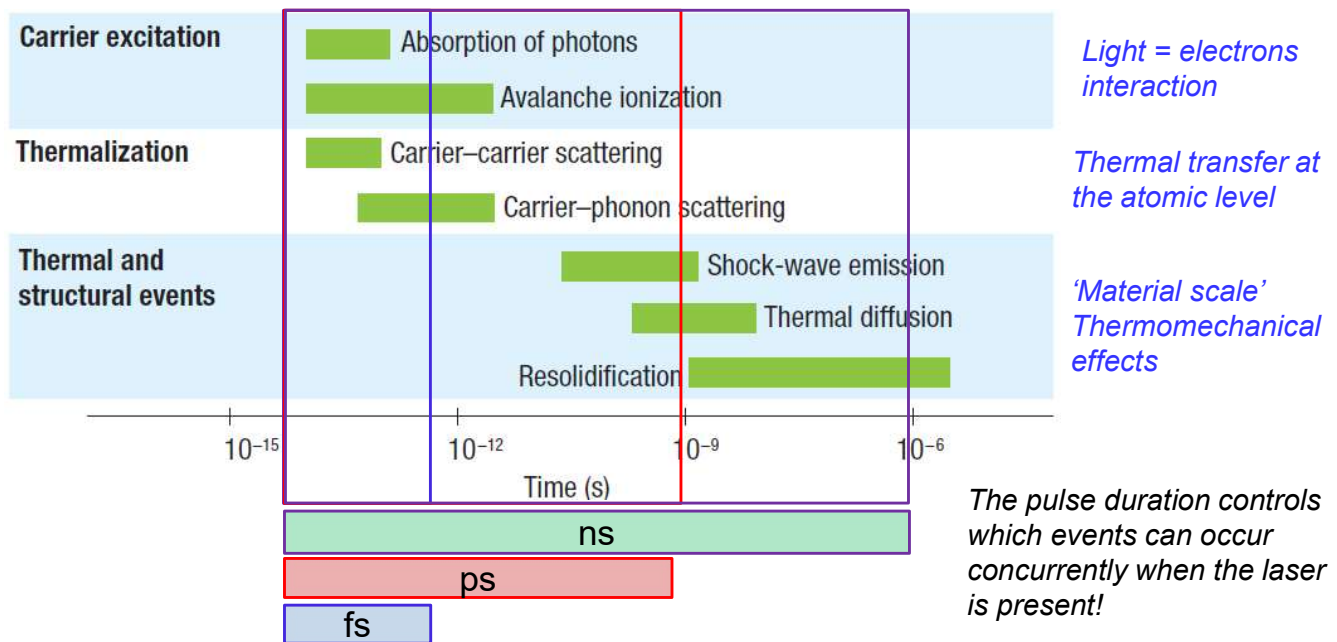 Carrier excitation
Absorption of photons
Avalanche ionization
Light = electrons
interaction
Thermalization
Carrier–carrier scattering
Carrier–phonon scattering
Thermal transfer at
the atomic level
Thermal and
structural events
Shock-wave emission
Thermal diffusion
Resolidification
‘Material scale’
Thermomechanical
effects
10⁻¹⁵ 10⁻¹² 10⁻⁹ 10⁻⁶
Time (s)
ns
ps
fs
The pulse duration controls
which events can occur
concurrently when the laser
is present!